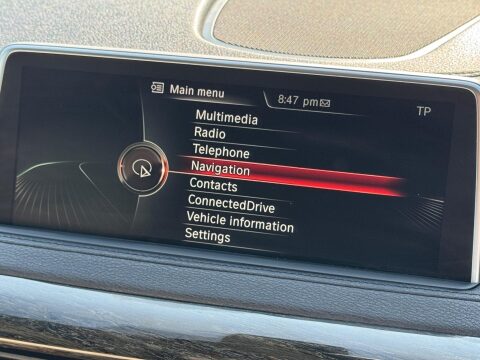 Main menu
8:47 pm
TP
Multimedia
Radio
Telephone
Navigation
Contacts
ConnectedDrive
Vehicle information
Settings